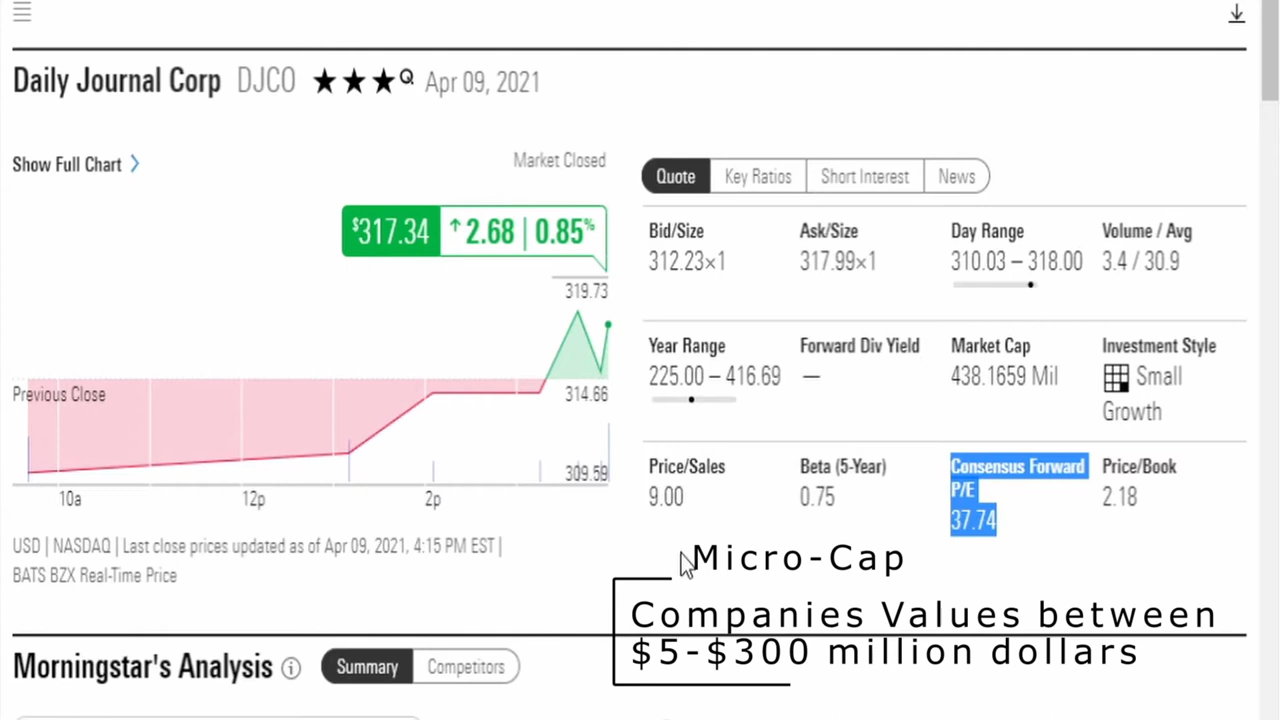 Daily Journal Corp DJCO ★★★Q Apr 09, 2021
Show Full Chart >
Market Closed
$317.34 ↑2.68 | 0.85%
319.73
Previous Close
314.66
309.59
10a 12p 2p
USD | NASDAQ | Last close prices updated as of Apr 09, 2021, 4:15 PM EST |
BATS BZX Real-Time Price
Quote Key Ratios Short Interest News
Bid/Size Ask/Size Day Range Volume / Avg
312.23×1 317.99×1 310.03 – 318.00 3.4 / 30.9
Year Range Forward Div Yield Market Cap Investment Style
225.00 – 416.69 — 438.1659 Mil Small
Growth
Price/Sales Beta (5-Year) Consensus Forward Price/Book
P/E
9.00 0.75 37.74 2.18
Micro-Cap
Companies Values between
$5-$300 million dollars
Morningstar's Analysis Summary Competitors